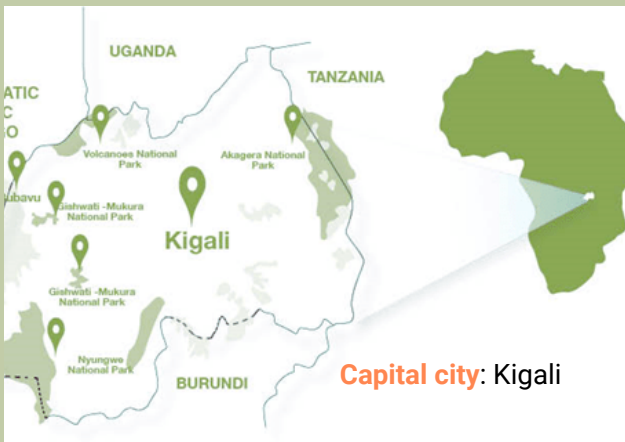 UGANDA
TANZANIA
ATIC
C
GO
Volcanoes National
Park
Akagera National
Park
ubavu
Gishwati -Mukura
National Park
Kigali
Gishwati -Mukura
National Park
Nyungwe
National Park
BURUNDI
Capital city: Kigali